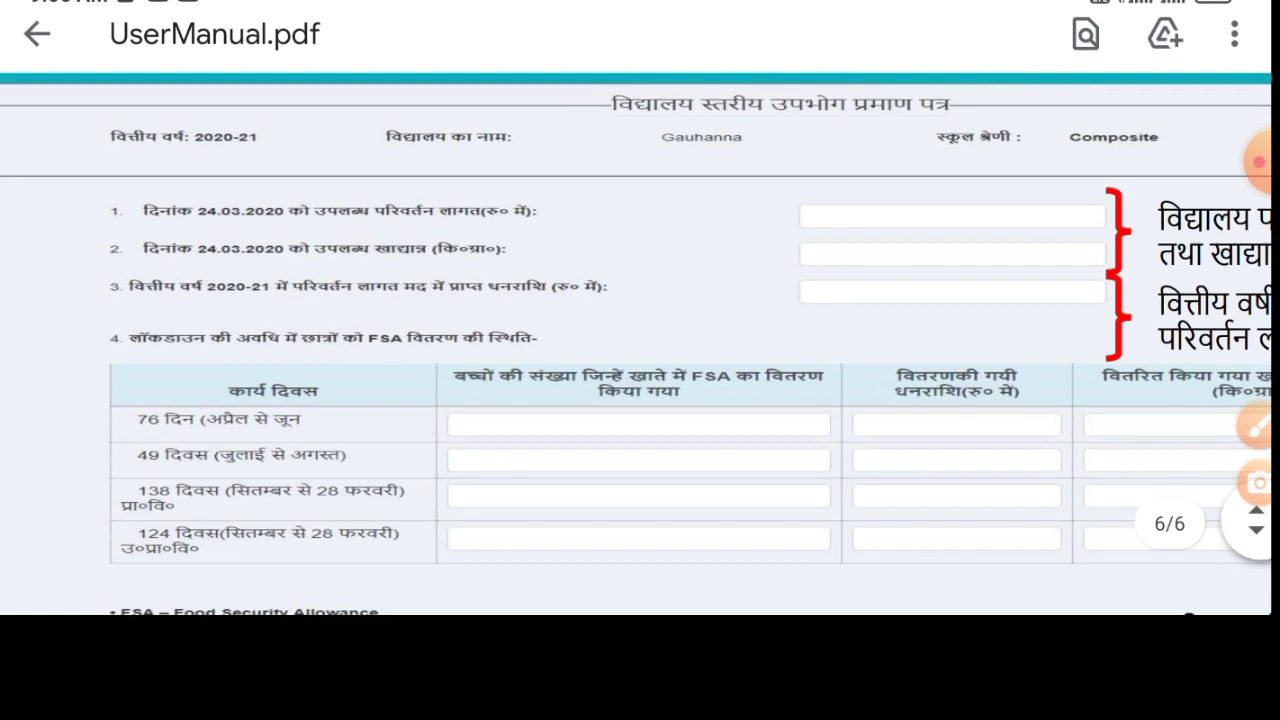 UserManual.pdf
विद्यालय स्तरीय उपभोग प्रमाण पत्र
वित्तीय वर्ष: 2020-21 विद्यालय का नाम: Gauhanna स्कूल श्रेणी : Composite
1. दिनांक 24.03.2020 को उपलब्ध परिवर्तन लागत(रु० में):
2. दिनांक 24.03.2020 को उपलब्ध खाद्यान्न (कि०ग्रा०):
3. वित्तीय वर्ष 2020-21 में परिवर्तन लागत मद में प्राप्त धनराशि (रु० में):
विद्यालय
तथा
वित्तीय वर्ष
परिवर्तन
4. लॉकडाउन की अवधि में छात्रों को FSA वितरण की स्थिति-
कार्य दिवस
बच्चों की संख्या जिन्हें खाते में FSA का वितरण
किया गया
वितरणकी गयी
धनराशि(रु० में)
वितरित किया गया
76 दिन (अप्रैल से जून
49 दिवस (जुलाई से अगस्त)
138 दिवस (सितम्बर से 28 फरवरी)
प्रा०वि०
124 दिवस(सितम्बर से 28 फरवरी)
उ०प्रा०वि०
6/6
• FSA – Food Security Allowance